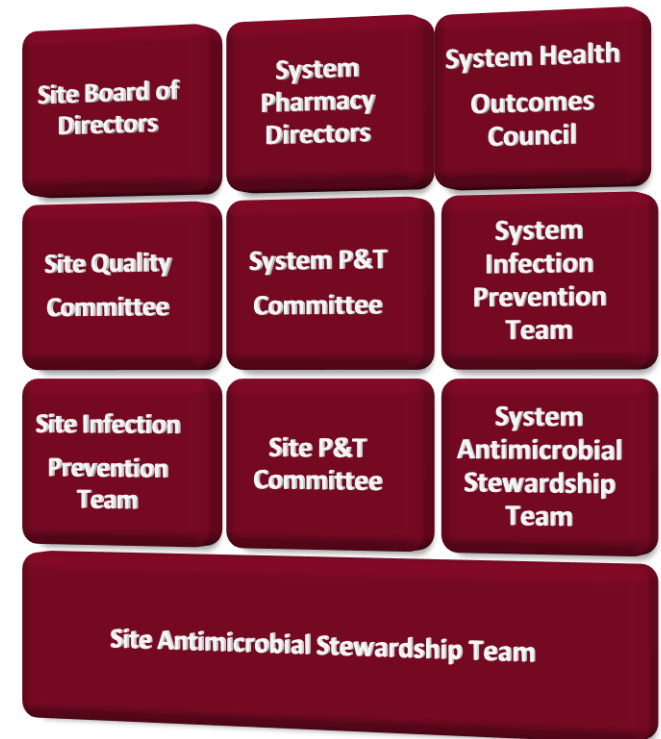 Site Board of
Directors
System
Pharmacy
Directors
System Health
Outcomes
Council
Site Quality
Committee
System P&T
Committee
System
Infection
Prevention
Team
Site Infection
Prevention
Team
Site P&T
Committee
System
Antimicrobial
Stewardship
Team
Site Antimicrobial Stewardship Team